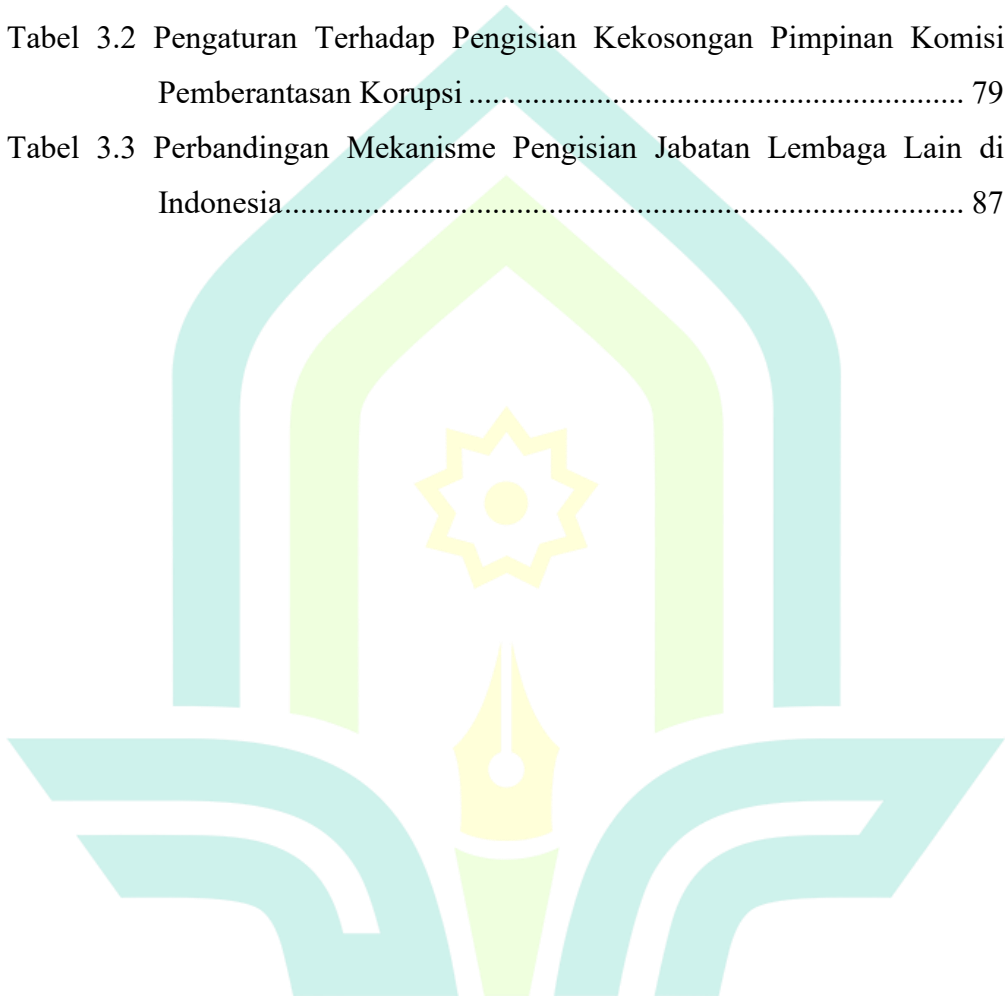 Tabel 3.2 Pengaturan Terhadap Pengisian Kekosongan Pimpinan Komisi
Pemberantasan Korupsi ............................................................... 79
Tabel 3.3 Perbandingan Mekanisme Pengisian Jabatan Lembaga Lain di
Indonesia...................................................................................... 87